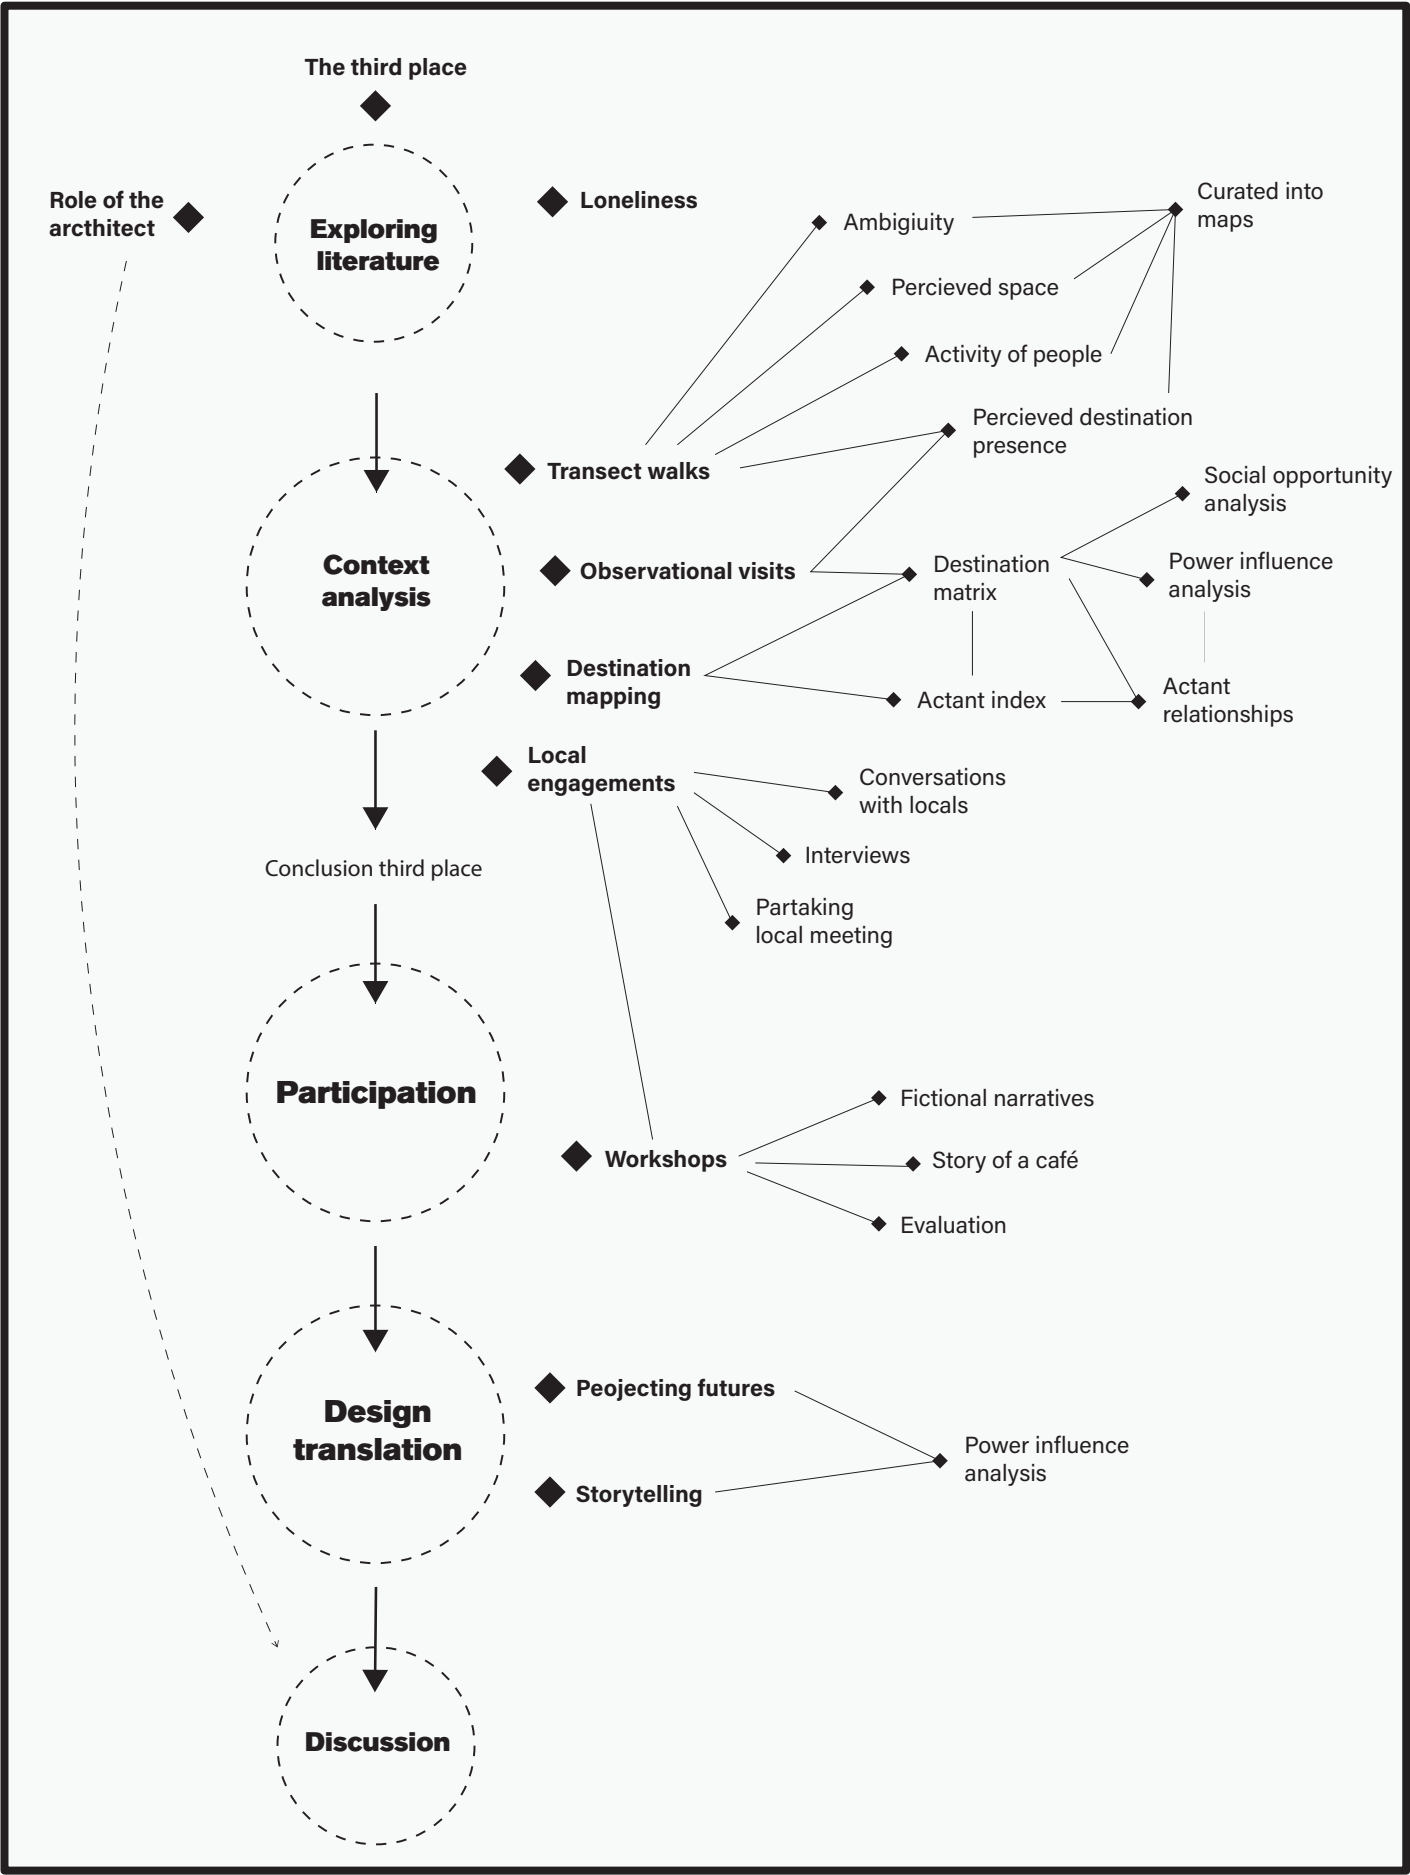 The third place
Role of the
arcthitect
Exploring
literature
Loneliness
Ambigiuity
Curated into
maps
Percieved space
Activity of people
Percieved destination
presence
Transect walks
Social opportunity
analysis
Context
analysis
Observational visits
Destination
matrix
Power influence
analysis
Destination
mapping
Actant index
Actant
relationships
Local
engagements
Conversations
with locals
Interviews
Conclusion third place
Partaking
local meeting
Participation
Fictional narratives
Workshops
Story of a café
Evaluation
Design
translation
Peojecting futures
Power influence
analysis
Storytelling
Discussion